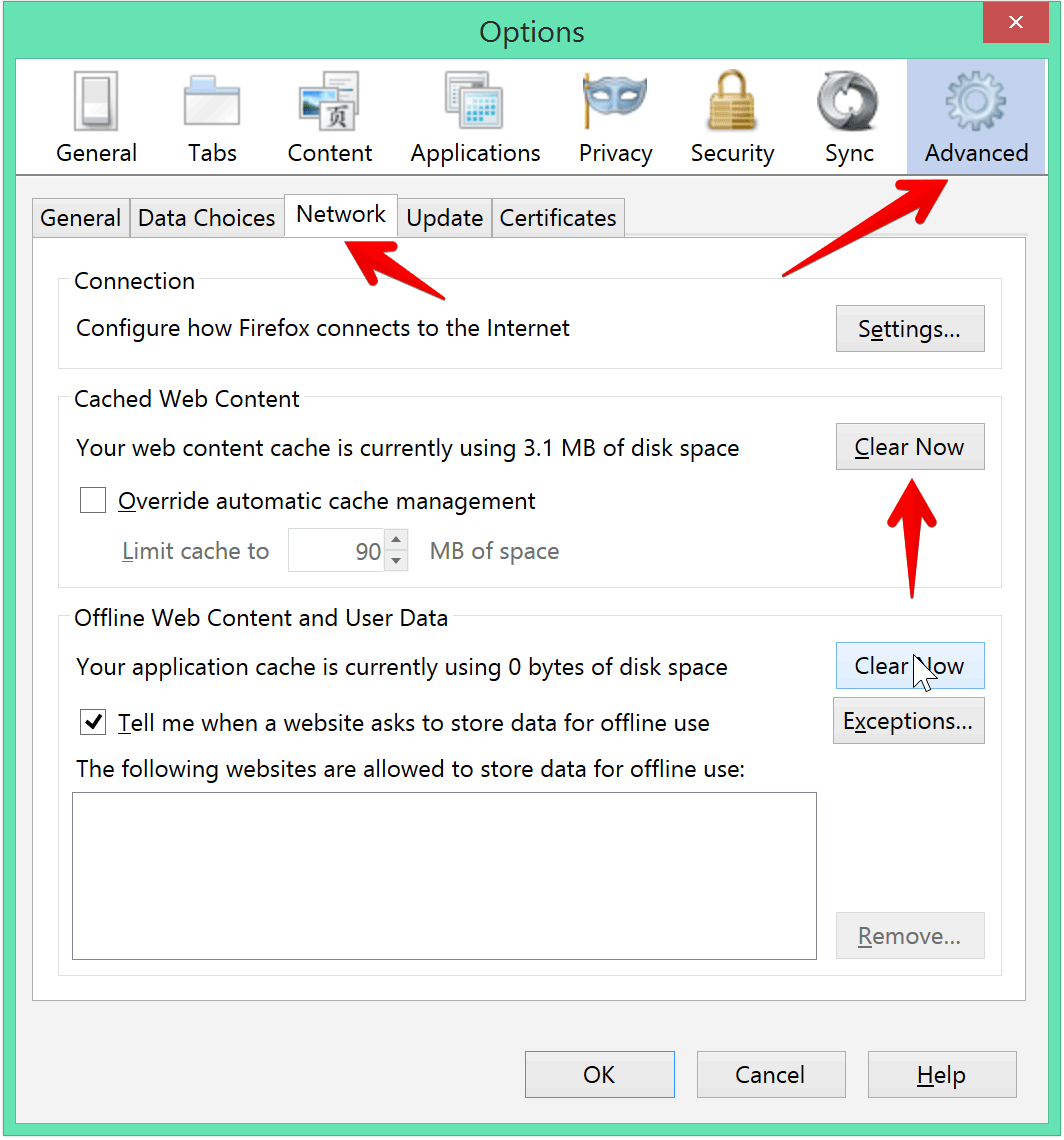 Options
页
General Tabs Content Applications Privacy Security Sync Advanced
General Data Choices Network Update Certificates
Connection
Configure how Firefox connects to the Internet Settings...
Cached Web Content
Your web content cache is currently using 3.1 MB of disk space Clear Now
Override automatic cache management
Limit cache to 90 MB of space
Offline Web Content and User Data
Your application cache is currently using 0 bytes of disk space Clear Now
Tell me when a website asks to store data for offline use Exceptions...
The following websites are allowed to store data for offline use:
Remove...
OK Cancel Help